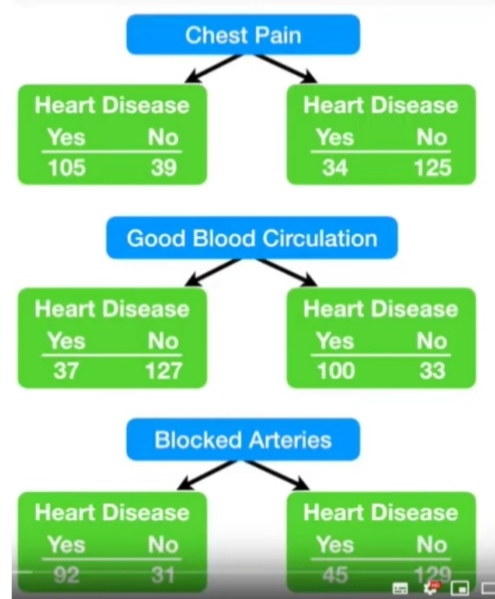 Chest Pain
Heart Disease Heart Disease
Yes No Yes No
105 39 34 125
Good Blood Circulation
Heart Disease Heart Disease
Yes No Yes No
37 127 100 33
Blocked Arteries
Heart Disease Heart Disease
Yes No Yes No
92 31 45 129